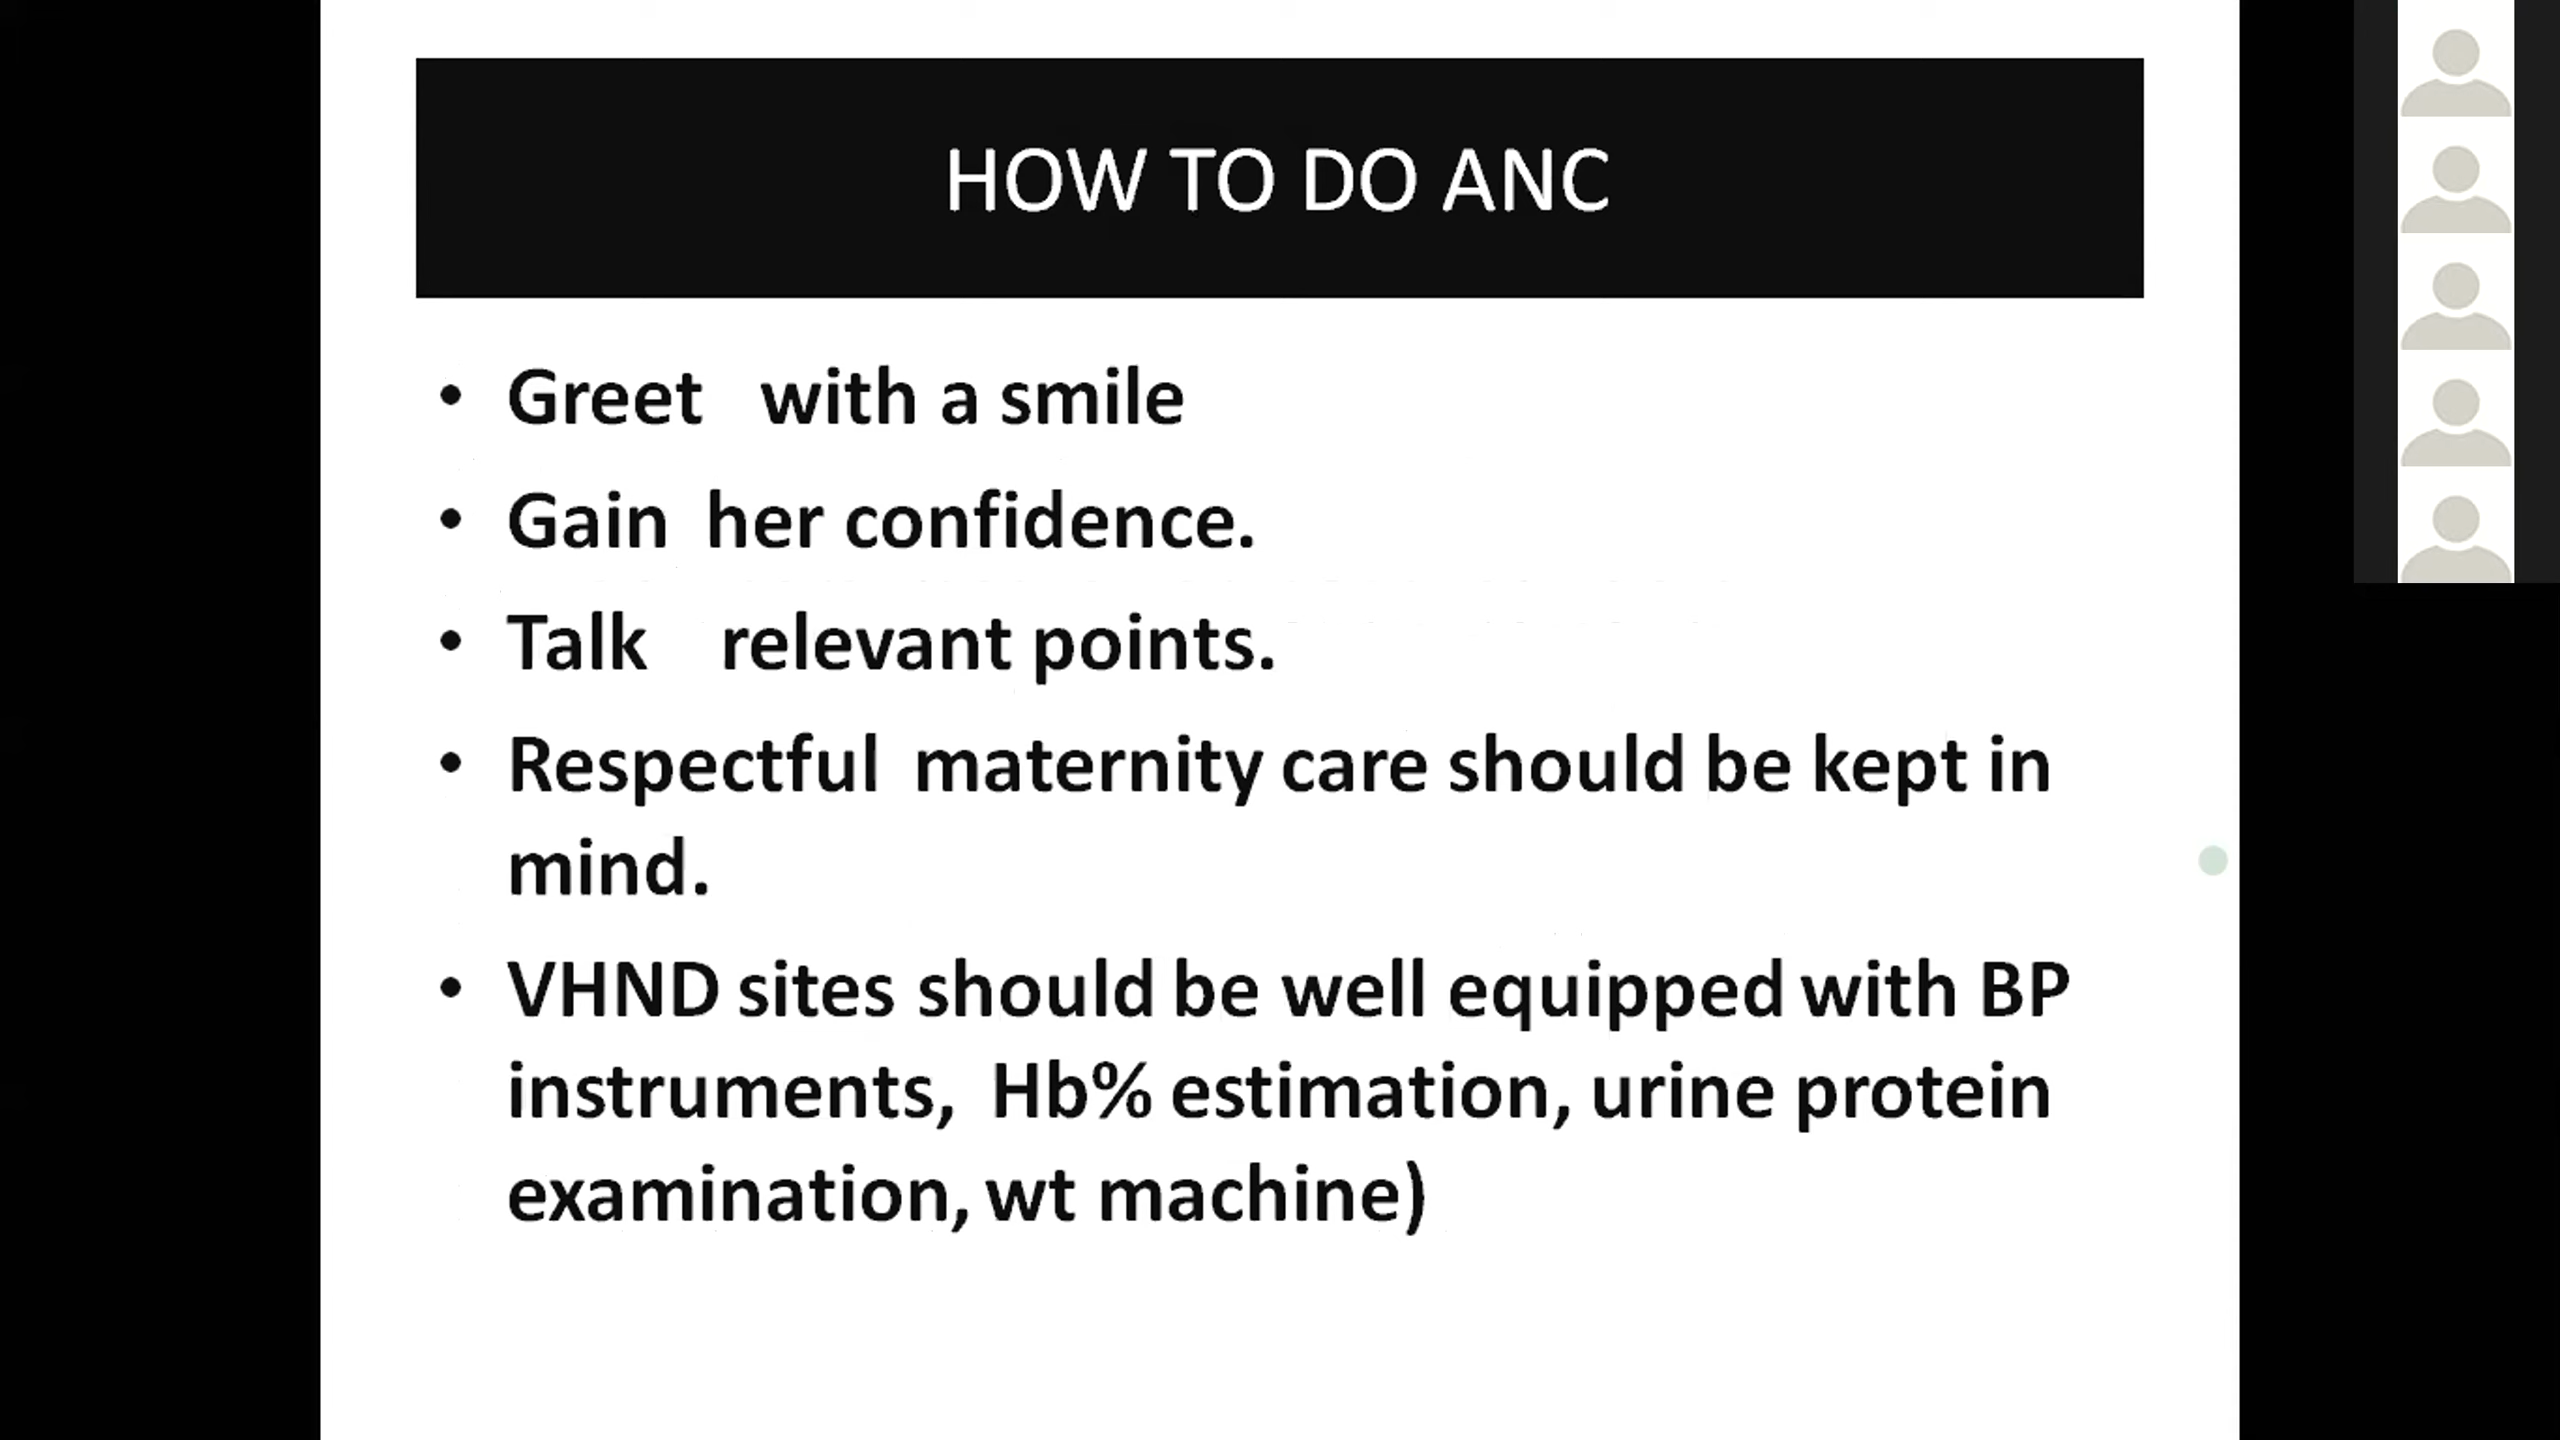 HOW TO DO ANC
• Greet with a smile
• Gain her confidence.
• Talk relevant points.
• Respectful maternity care should be kept in
mind.
• VHND sites should be well equipped with BP
instruments, Hb% estimation, urine protein
examination, wt machine)